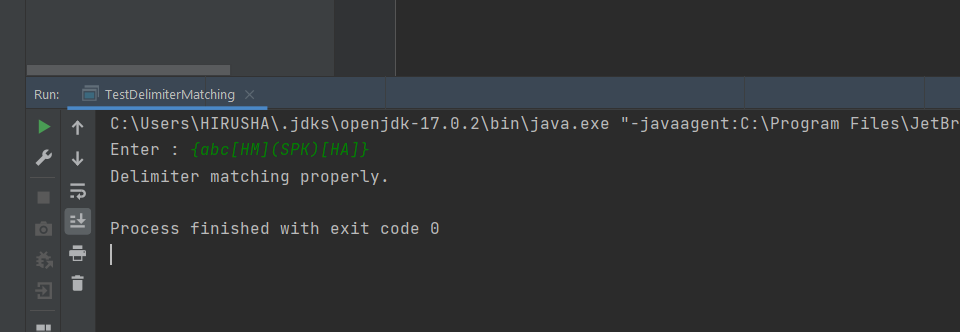 Run: TestDelimiterMatching
C:\Users\HIRUSHA\.jdks\openjdk-17.0.2\bin\java.exe "-javaagent:C:\Program Files\JetBr
Enter : {abc[HM](SPK)[HA]}
Delimiter matching properly.
Process finished with exit code 0